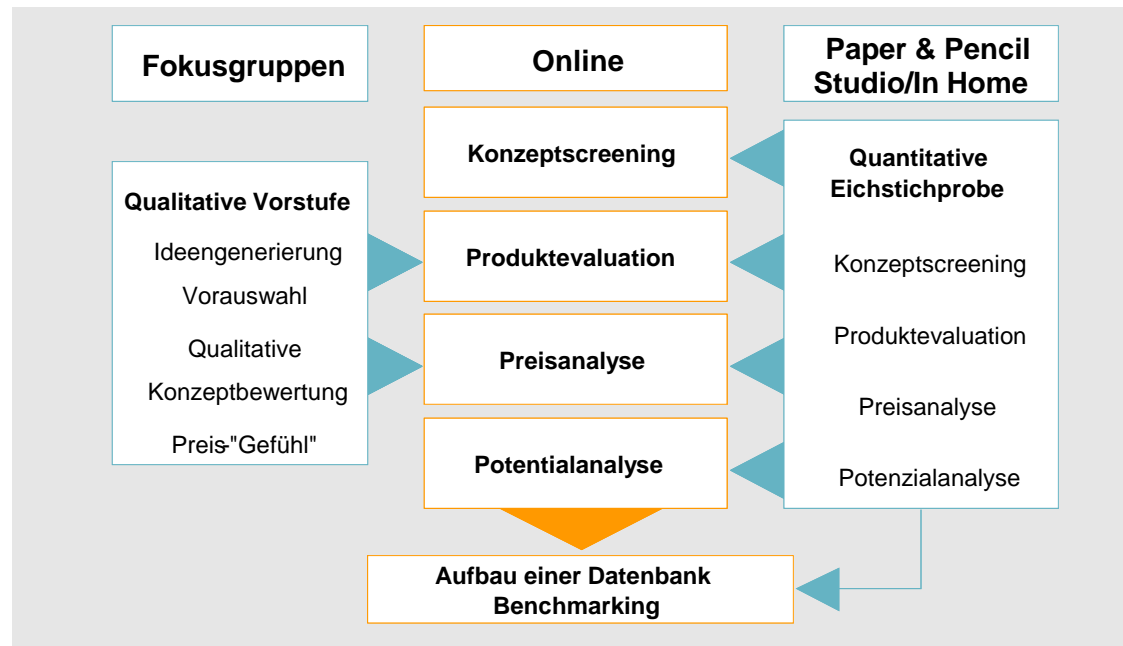 Fokusgruppen
Online
Paper & Pencil
Studio/In Home
Qualitative Vorstufe
Ideengenerierung
Vorauswahl
Qualitative
Konzeptbewertung
Preis-"Gefühl"
Konzeptscreening
Produktevaluation
Preisanalyse
Potentialanalyse
Quantitative
Eichstichprobe
Konzeptscreening
Produktevaluation
Preisanalyse
Potenzialanalyse
Aufbau einer Datenbank
Benchmarking